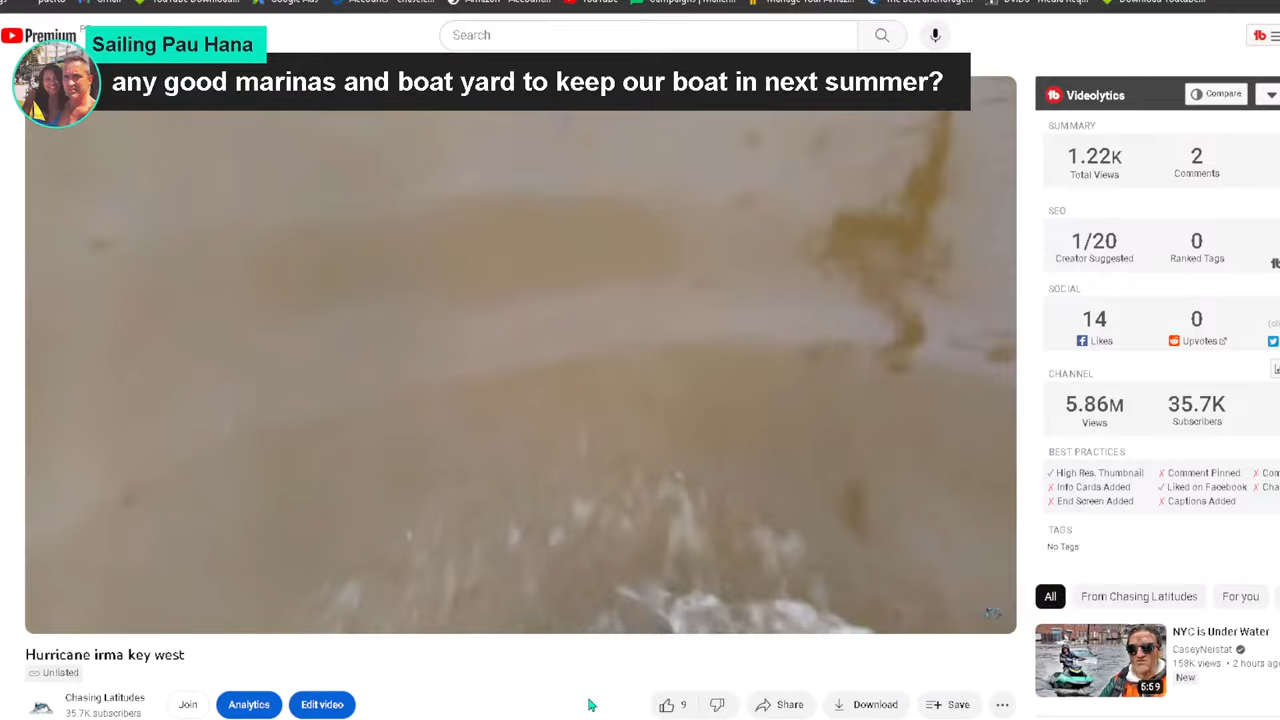 Premium
Search
Sailing Pau Hana
any good marinas and boat yard to keep our boat in next summer?
Videolytics
Compare
SUMMARY
1.22K
Total Views
2
Comments
SEO
1/20
Creator Suggested
0
Ranked Tags
SOCIAL
14
Likes
0
Upvotes
CHANNEL
5.86M
Views
35.7K
Subscribers
BEST PRACTICES
✓ High Res. Thumbnail
✗ Comment Pinned
✗ Info Cards Added
✓ Liked on Facebook
✗ End Screen Added
✗ Captions Added
TAGS
No Tags
All
From Chasing Latitudes
For you
NYC is Under Water
CaseyNeistat
158K views • 2 hours ago
New
5:59
Hurricane irma key west
Unlisted
Chasing Latitudes
35.7K subscribers
Join
Analytics
Edit video
9
Share
Download
Save